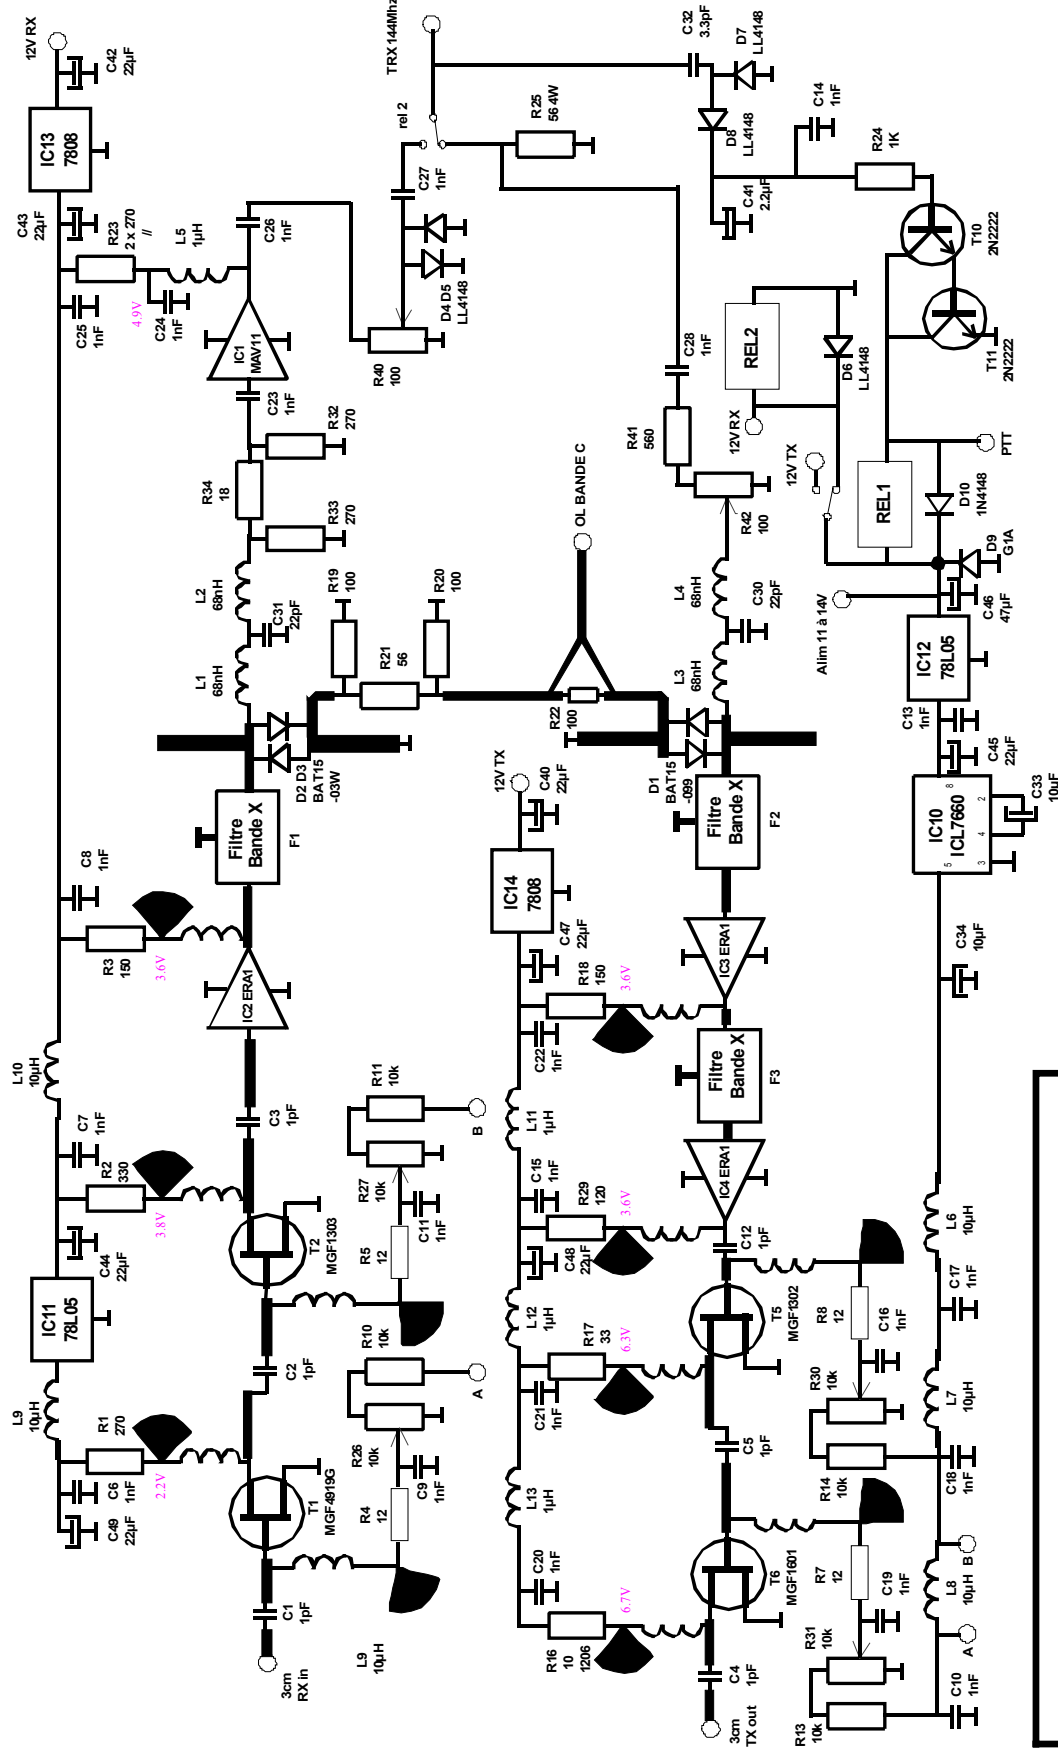 12V RX
C42
22µF
IC13
7808
C43
22µF
R23
2 x 270
//
L5
1µH
C25
1nF
4.9V
C24
1nF
C26
1nF
IC1
MAV11
C23
1nF
R40
100
D4 D5
LL4148
C27
1nF
rel 2
TRX 144Mhz
R25
56 4W
C32
3.3pF
D7
LL4148
D8
LL4148
C14
1nF
C41
2.2µF
R24
1K
T10
2N2222
T11
2N2222
C28
1nF
REL2
12V RX
D6
LL4148
R41
560
12V TX
R42
100
REL1
PTT
D10
1N4148
D9
G1A
C46
47µF
Alim 11 à 14V
IC12
78L05
C13
1nF
C45
22µF
C33
10µF
IC10
ICL7660
8
2
4
3
5
C34
10µF
R34
18
R32
270
R33
270
L2
68nH
C31
22pF
L1
68nH
R19
100
R20
100
R21
56
OL BANDE C
R22
100
L4
68nH
C30
22pF
L3
68nH
D2 D3
BAT15
-03W
D1
BAT15
-099
Filtre
Bande X
F1
12V TX
C40
22µF
Filtre
Bande X
F2
C8
1nF
R3
150
3.6V
IC2 ERA1
IC14
7808
C47
22µF
R18
150
3.6V
C22
1nF
IC3 ERA1
Filtre
Bande X
F3
L10
10µH
C7
1nF
R2
330
3.8V
C3
1pF
R11
10k
B
R27
10k
C11
1nF
R5
12
T2
MGF1303
L11
1µH
C15
1nF
R29
120
3.6V
IC4 ERA1
C12
1pF
C44
22µF
IC11
78L05
C48
22µF
L12
1µH
R17
33
6.3V
C21
1nF
T5
MGF1302
R8
12
C16
1nF
L6
10µH
C17
1nF
R10
10k
A
R26
10k
C9
1nF
R4
12
C2
1pF
L9
10µH
R1
270
2.2V
C6
1nF
C49
22µF
T1
MGF4919G
C5
1pF
R30
10k
L7
10µH
R14
10k
C18
1nF
L13
1µH
C20
1nF
T6
MGF1601
R7
12
C19
1nF
B
L8
10µH
C1
1pF
3cm
RX in
L9
10µH
R16
10
1206
6.7V
C4
1pF
3cm
TX out
R31
10k
A
C10
1nF
R13
10k